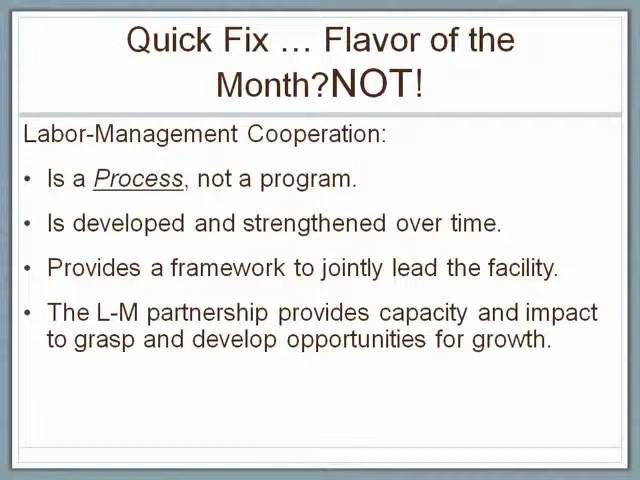 Quick Fix … Flavor of the
Month?NOT!
Labor-Management Cooperation:
• Is a Process, not a program.
• Is developed and strengthened over time.
• Provides a framework to jointly lead the facility.
• The L-M partnership provides capacity and impact
to grasp and develop opportunities for growth.